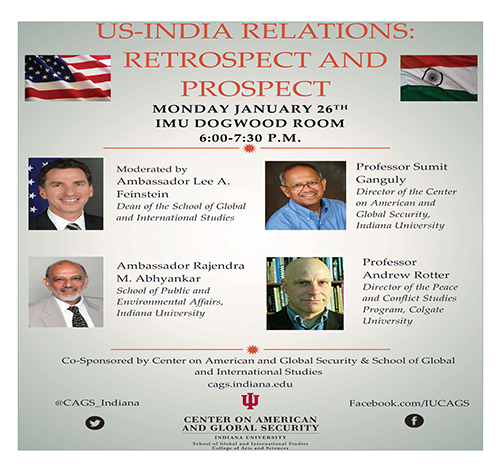 US-INDIA RELATIONS:
RETROSPECT AND
PROSPECT
MONDAY JANUARY 26TH
IMU DOGWOOD ROOM
6:00-7:30 P.M.
Moderated by
Ambassador Lee A.
Feinstein
Dean of the School of Global
and International Studies
Professor Sumit
Ganguly
Director of the Center
on American and
Global Security,
Indiana University
Ambassador Rajendra
M. Abhyankar
School of Public and
Environmental Affairs,
Indiana University
Professor
Andrew Rotter
Director of the Peace
and Conflict Studies
Program, Colgate
University
Co-Sponsored by Center on American and Global Security & School of Global
and International Studies
cags.indiana.edu
@CAGS_Indiana
Facebook.com/IUCAGS
CENTER ON AMERICAN
AND GLOBAL SECURITY
INDIANA UNIVERSITY
School of Global and International Studies
College of Arts and Sciences